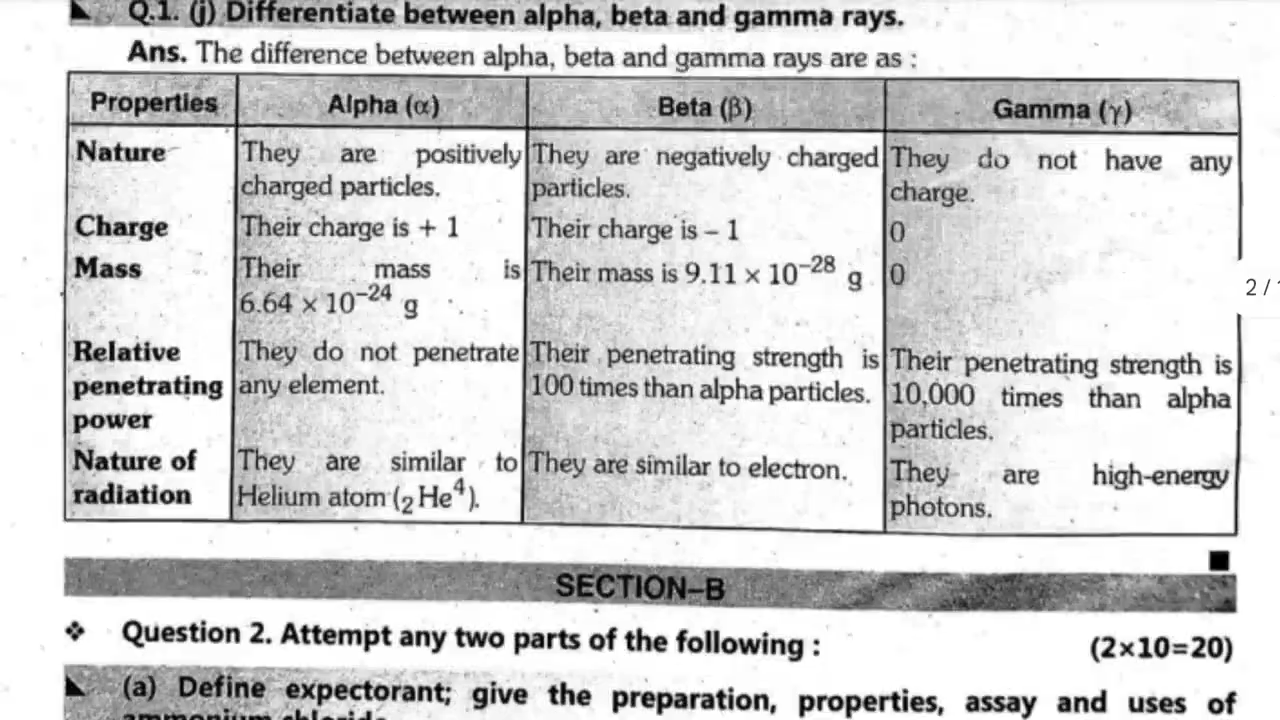 Q.1. (j) Differentiate between alpha, beta and gamma rays.
Ans. The difference between alpha, beta and gamma rays are as :
Properties Alpha (α) Beta (β) Gamma (γ)
Nature They are positively They are negatively charged They do not have any
charged particles. particles. charge.
Charge Their charge is + 1 Their charge is – 1 0
Mass Their mass is Their mass is 9.11 × 10⁻²⁸ g 0
6.64 × 10⁻²⁴ g
Relative They do not penetrate Their penetrating strength is Their penetrating strength is
penetrating any element. 100 times than alpha particles. 10,000 times than alpha
power particles.
Nature of They are similar to They are similar to electron. They are high-energy
radiation Helium atom (₂He⁴). photons.
2 /
SECTION–B
❖ Question 2. Attempt any two parts of the following : (2×10=20)
(a) Define expectorant; give the preparation, properties, assay and uses of
ammonium chloride.